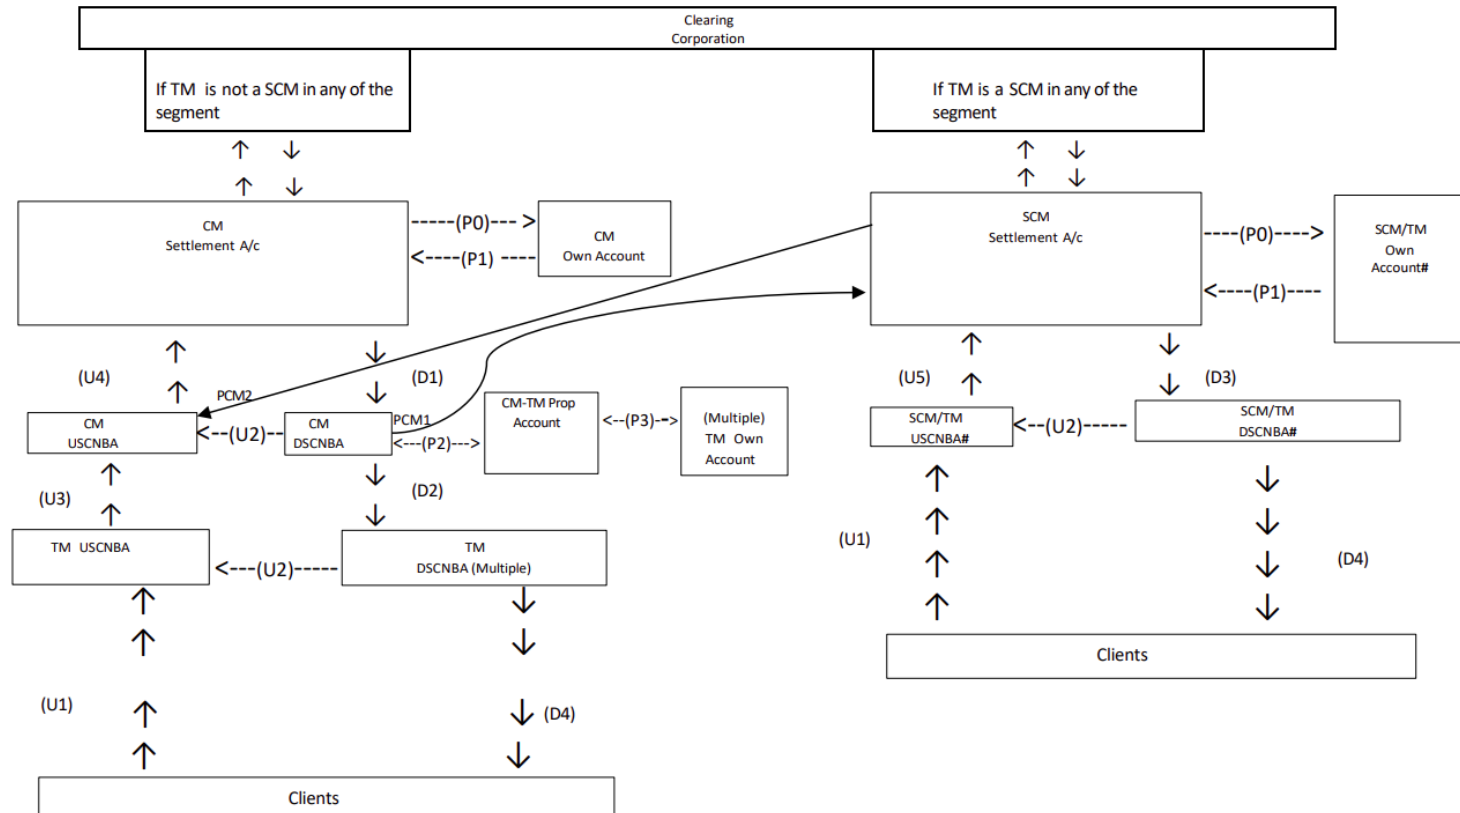 Clearing
Corporation
If TM is not a SCM in any of the
segment
If TM is a SCM in any of the
segment
CM
Settlement A/c
-----(P0)--- >
<----(P1) ----
CM
Own Account
SCM
Settlement A/c
----(P0)---->
<----(P1)----
SCM/TM
Own
Account#
(U4)
(D1)
PCM2
PCM1
CM
USCNBA
<--(U2)---
CM
DSCNBA
<---(P2)--->
CM-TM Prop
Account
<--(P3)-->
(Multiple)
TM Own
Account
(U5)
(D3)
SCM/TM
USCNBA#
<---(U2)-----
SCM/TM
DSCNBA#
(U3)
(D2)
TM USCNBA
<---(U2)-----
TM
DSCNBA (Multiple)
(U1)
(D4)
Clients
(U1)
(D4)
Clients